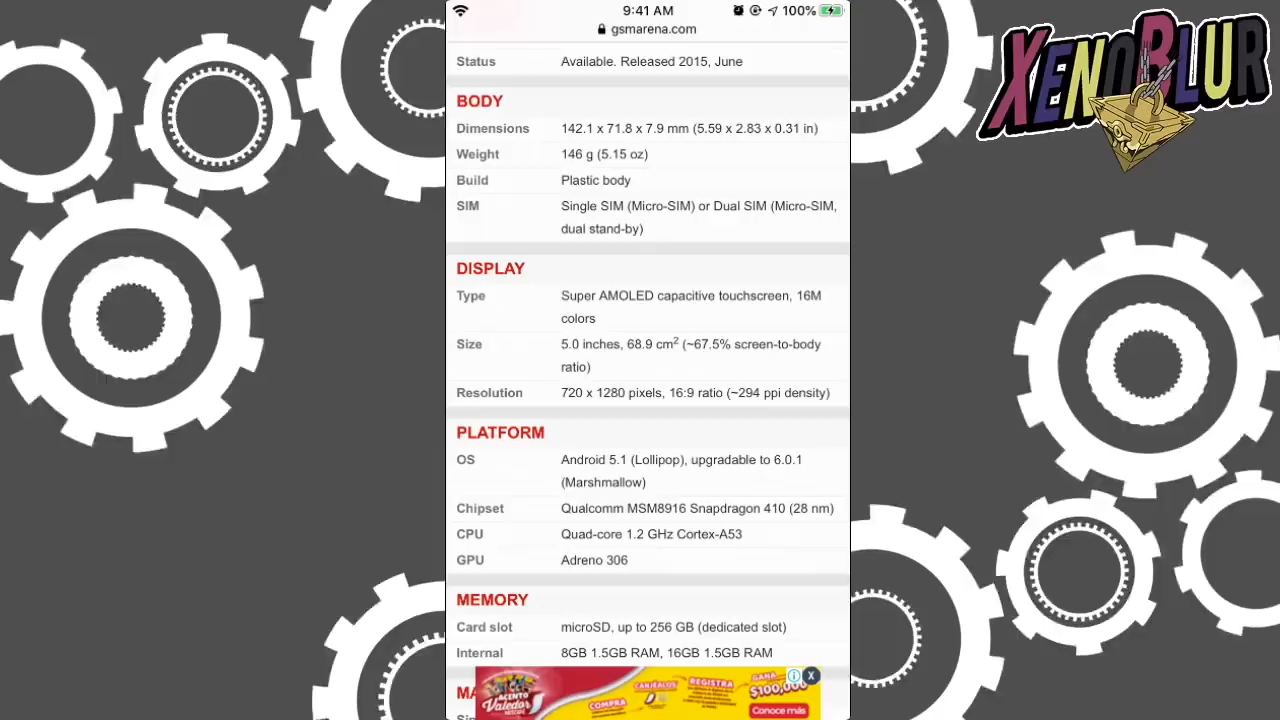 9:41 AM
100%
gsmarena.com
XENOBLUR
Status Available. Released 2015, June
BODY
Dimensions 142.1 x 71.8 x 7.9 mm (5.59 x 2.83 x 0.31 in)
Weight 146 g (5.15 oz)
Build Plastic body
SIM Single SIM (Micro-SIM) or Dual SIM (Micro-SIM,
dual stand-by)
DISPLAY
Type Super AMOLED capacitive touchscreen, 16M
colors
Size 5.0 inches, 68.9 cm2 (~67.5% screen-to-body
ratio)
Resolution 720 x 1280 pixels, 16:9 ratio (~294 ppi density)
PLATFORM
OS Android 5.1 (Lollipop), upgradable to 6.0.1
(Marshmallow)
Chipset Qualcomm MSM8916 Snapdragon 410 (28 nm)
CPU Quad-core 1.2 GHz Cortex-A53
GPU Adreno 306
MEMORY
Card slot microSD, up to 256 GB (dedicated slot)
Internal 8GB 1.5GB RAM, 16GB 1.5GB RAM
MA
ACENTO
Valedor
COMPRA
CANJEALOS
REGISTRA
GANA
$100,000
Conoce más
X